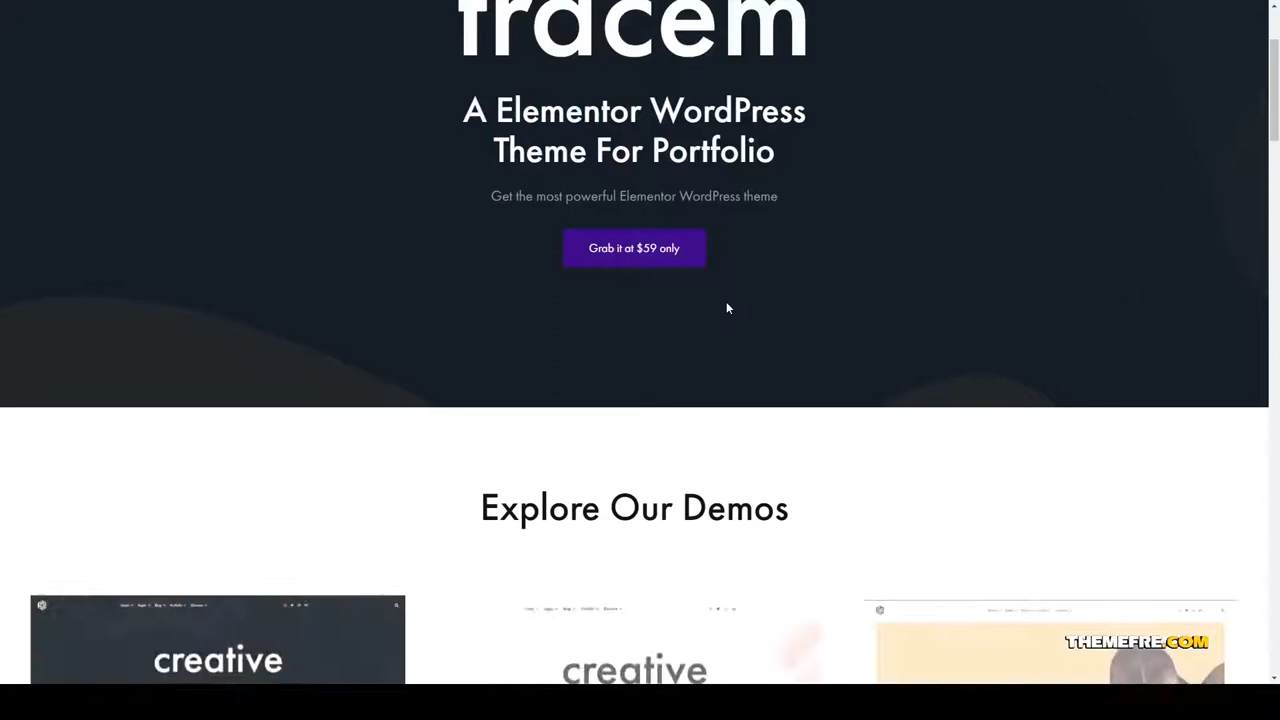 tracem
A Elementor WordPress
Theme For Portfolio
Get the most powerful Elementor WordPress theme
Grab it at $59 only
Explore Our Demos
creative
creative
THEMEFRE.COM